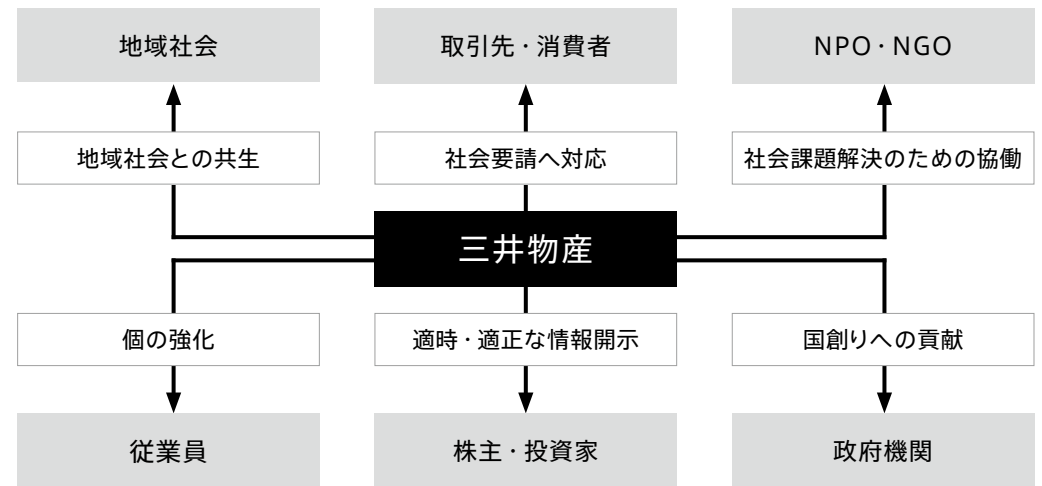 地域社会
取引先・消費者
NPO・NGO
地域社会との共生
社会要請へ対応
社会課題解決のための協働
三井物産
個の強化
適時・適正な情報開示
国創りへの貢献
従業員
株主・投資家
政府機関